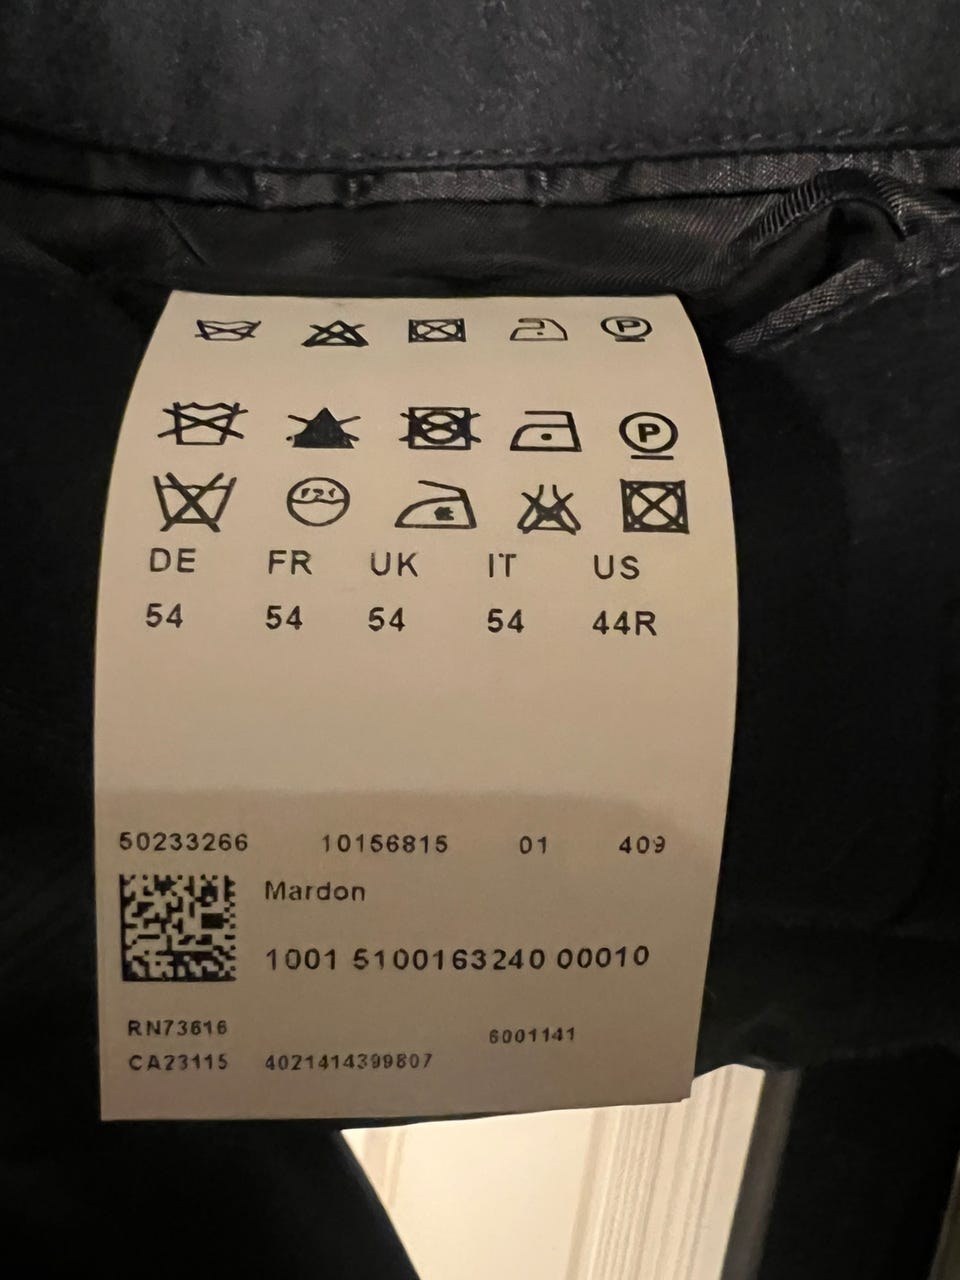 P
P
DE FR UK IT US
54 54 54 54 44R
50233266 10156815 01 409
Mardon
1001 5100163240 00010
RN73616 6001141
CA23115 4021414399807